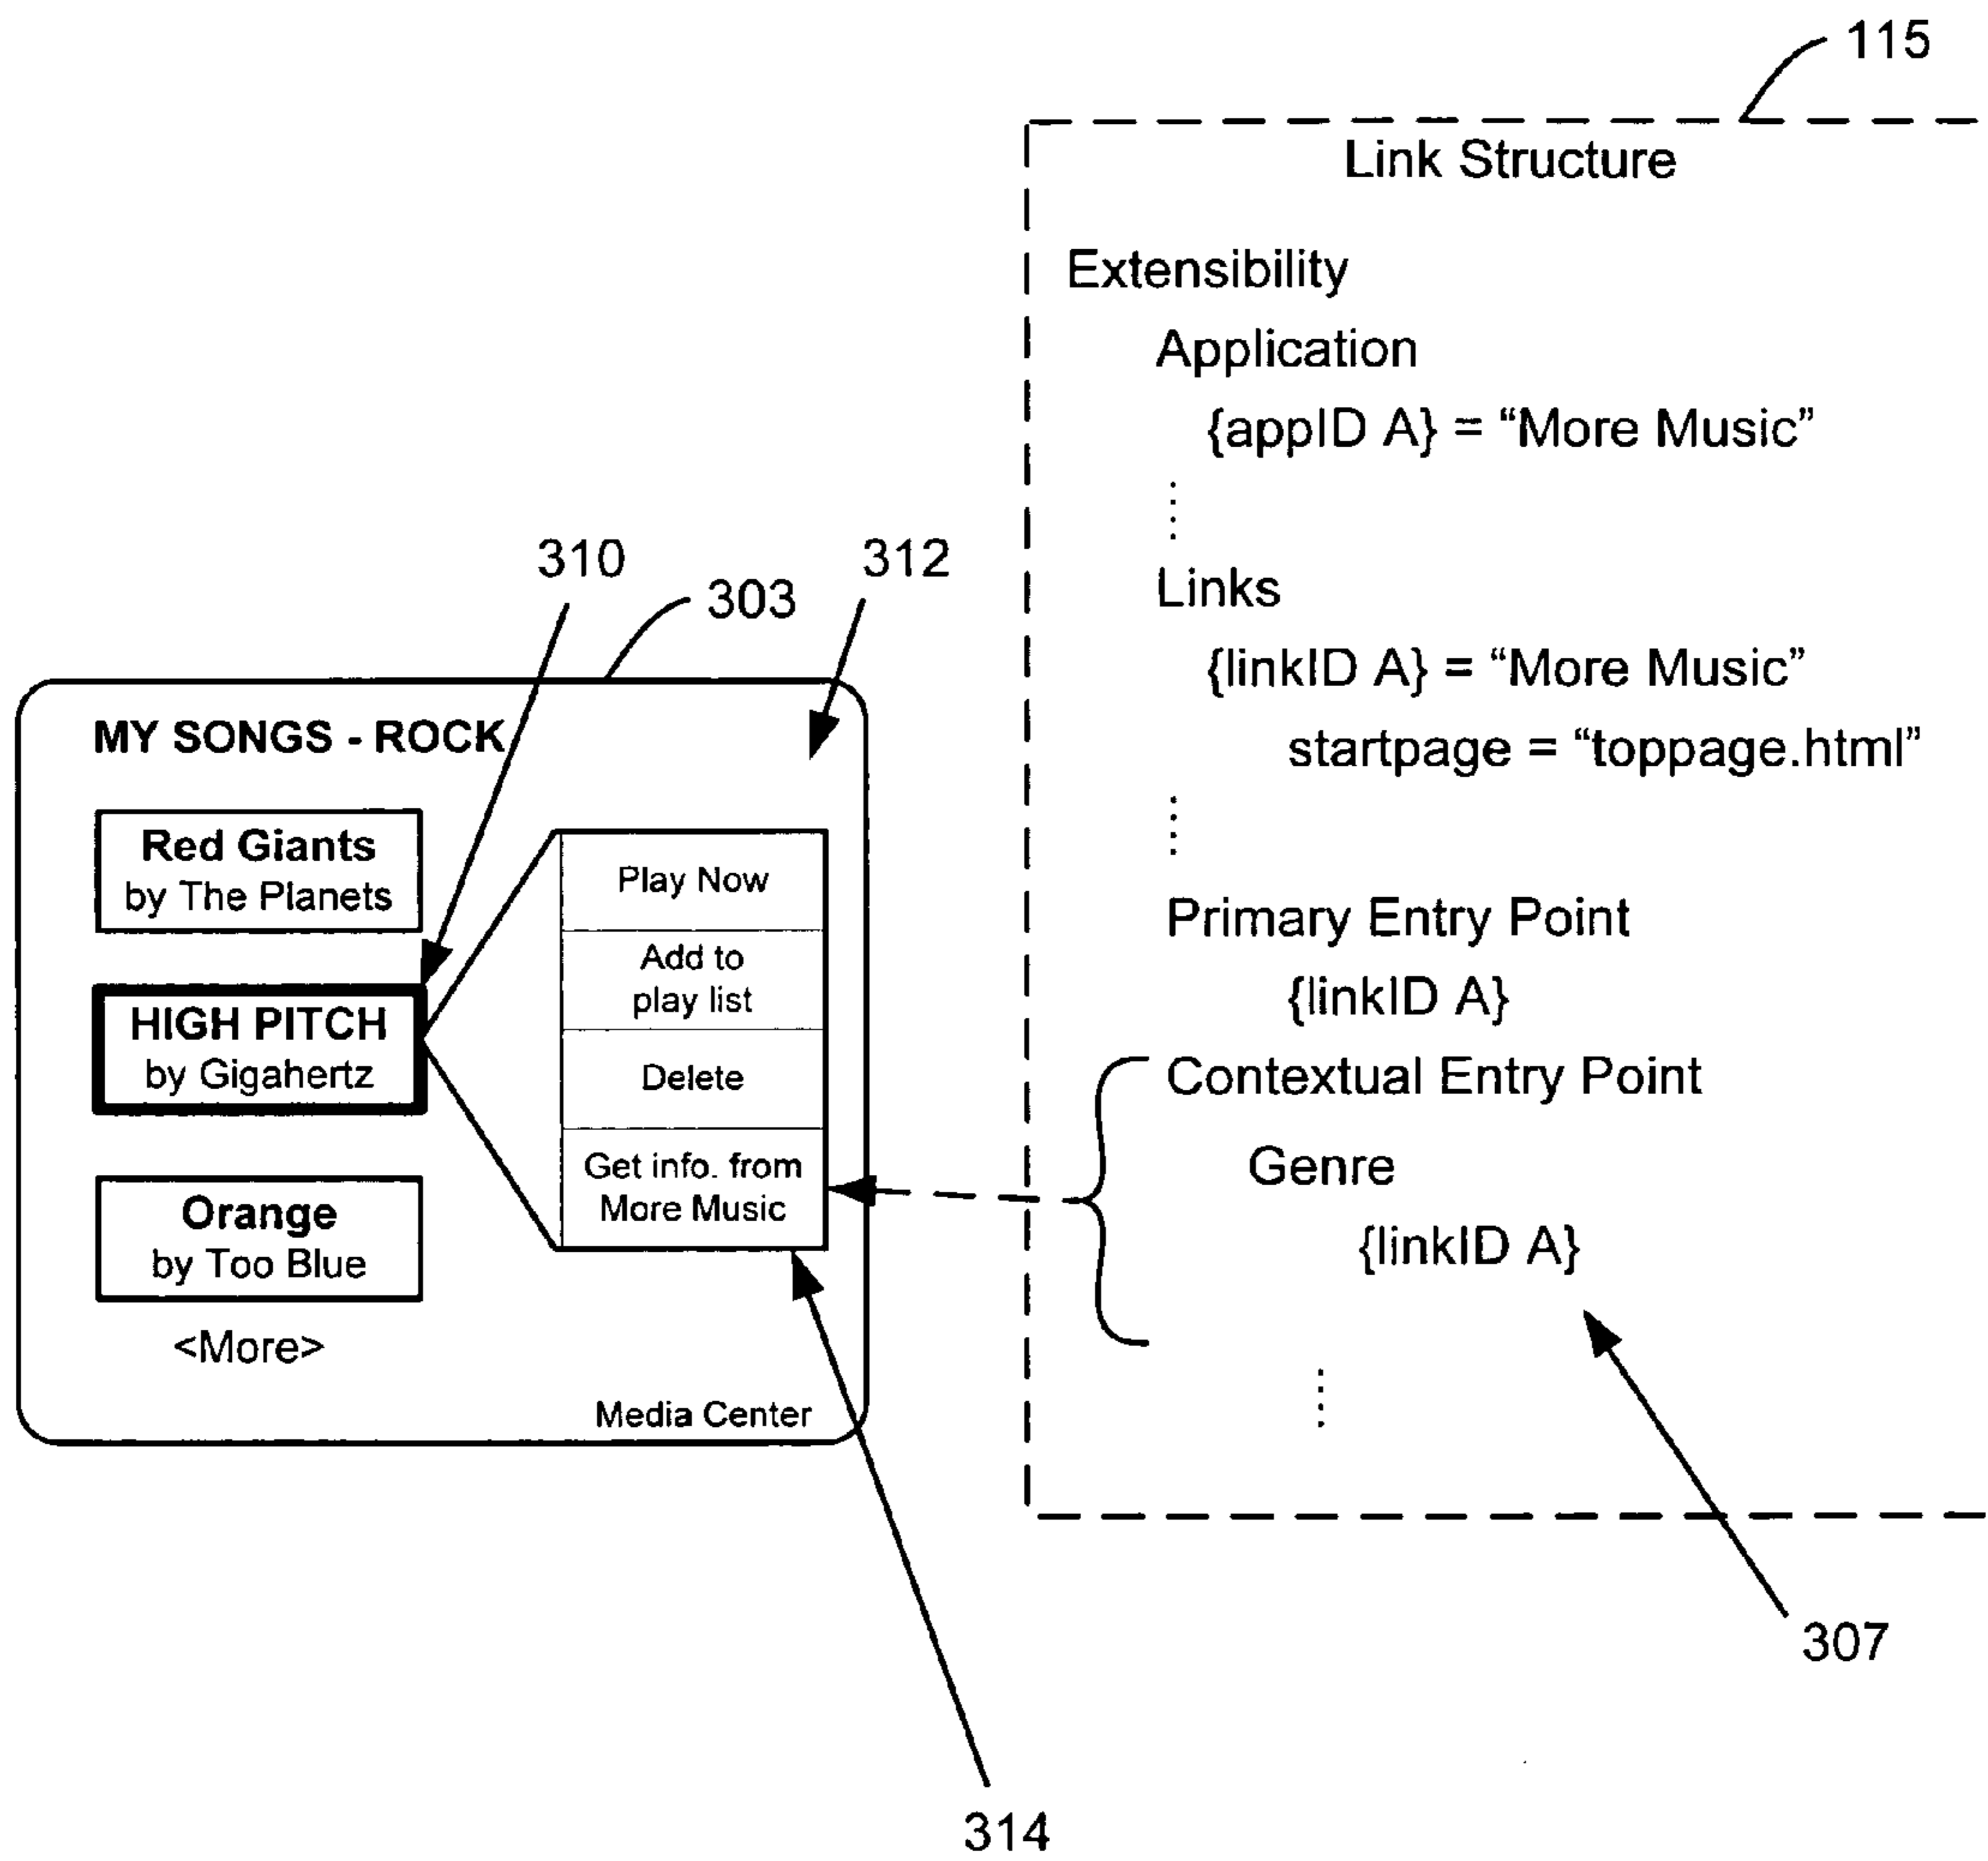 115
Link Structure
Extensibility
Application
{appID A} = “More Music”
Links
{linkID A} = “More Music”
startpage = “toppage.html”
Primary Entry Point
{linkID A}
Contextual Entry Point
Genre
{linkID A}
307
310
303
312
MY SONGS - ROCK
Red Giants
by The Planets
HIGH PITCH
by Gigahertz
Orange
by Too Blue
<More>
Play Now
Add to
play list
Delete
Get info. from
More Music
Media Center
314